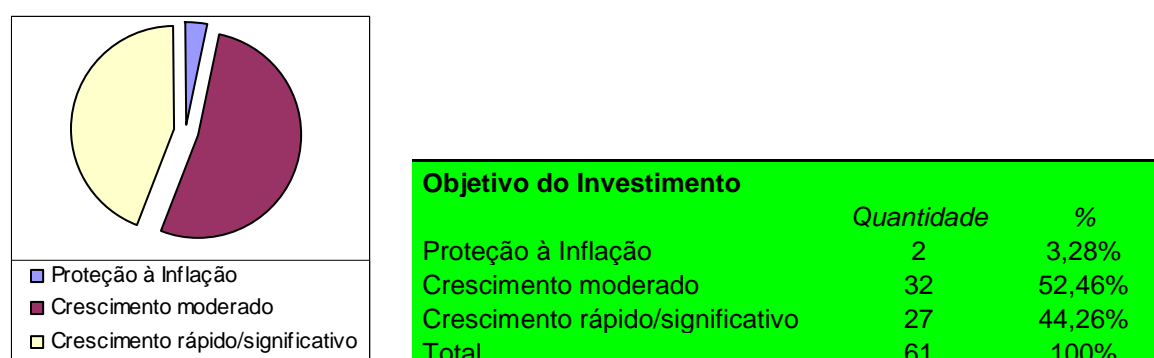 Proteção à Inflação
Crescimento moderado
Crescimento rápido/significativo
Objetivo do Investimento
Quantidade %
Proteção à Inflação 2 3,28%
Crescimento moderado 32 52,46%
Crescimento rápido/significativo 27 44,26%
Total 61 100%